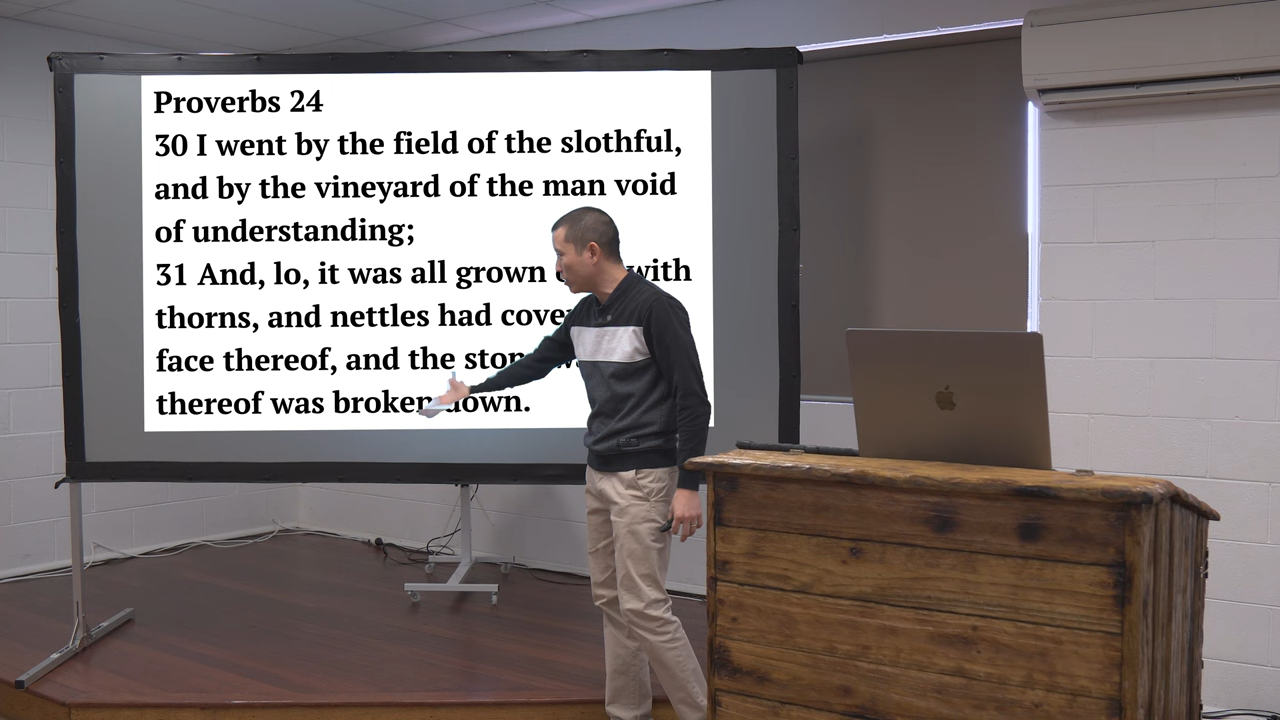 Proverbs 24
30 I went by the field of the slothful,
and by the vineyard of the man void
of understanding;
31 And, lo, it was all grown with
thorns, and nettles had
face thereof, and the
thereof was broken down.